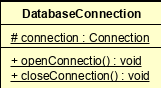 DatabaseConnection
# connection : Connection
+ openConnectio() : void
+ closeConnection() : void